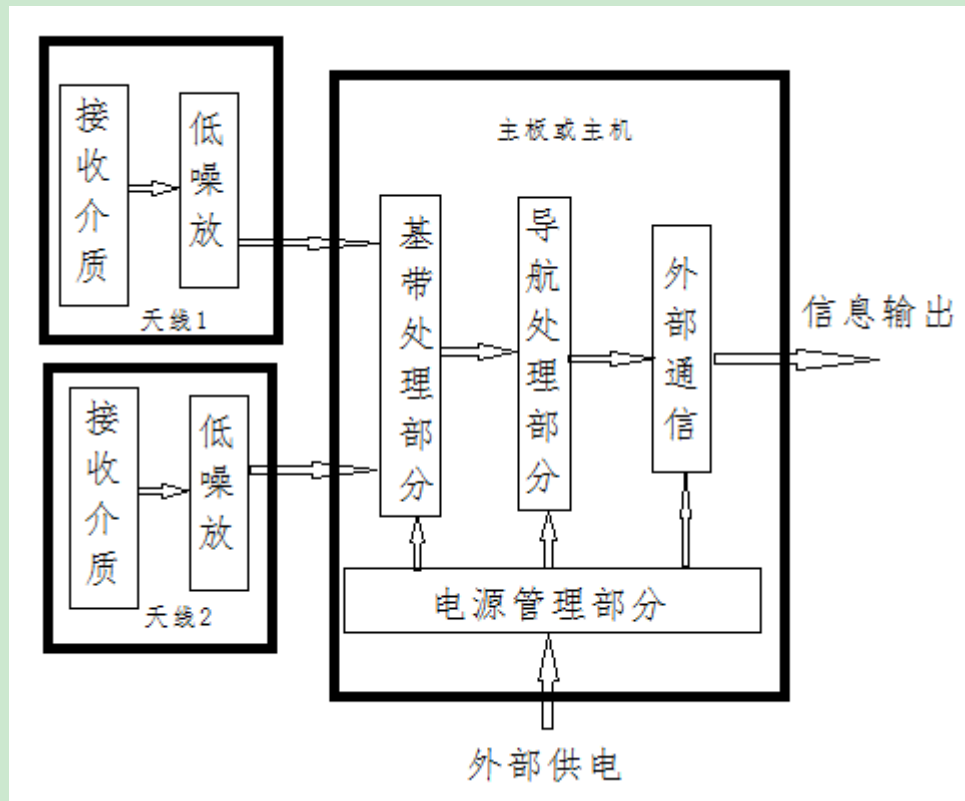 接收介质
低噪放
天线1
接收介质
低噪放
天线2
主板或主机
基带处理部分
导航处理部分
外部通信
信息输出
电源管理部分
外部供电